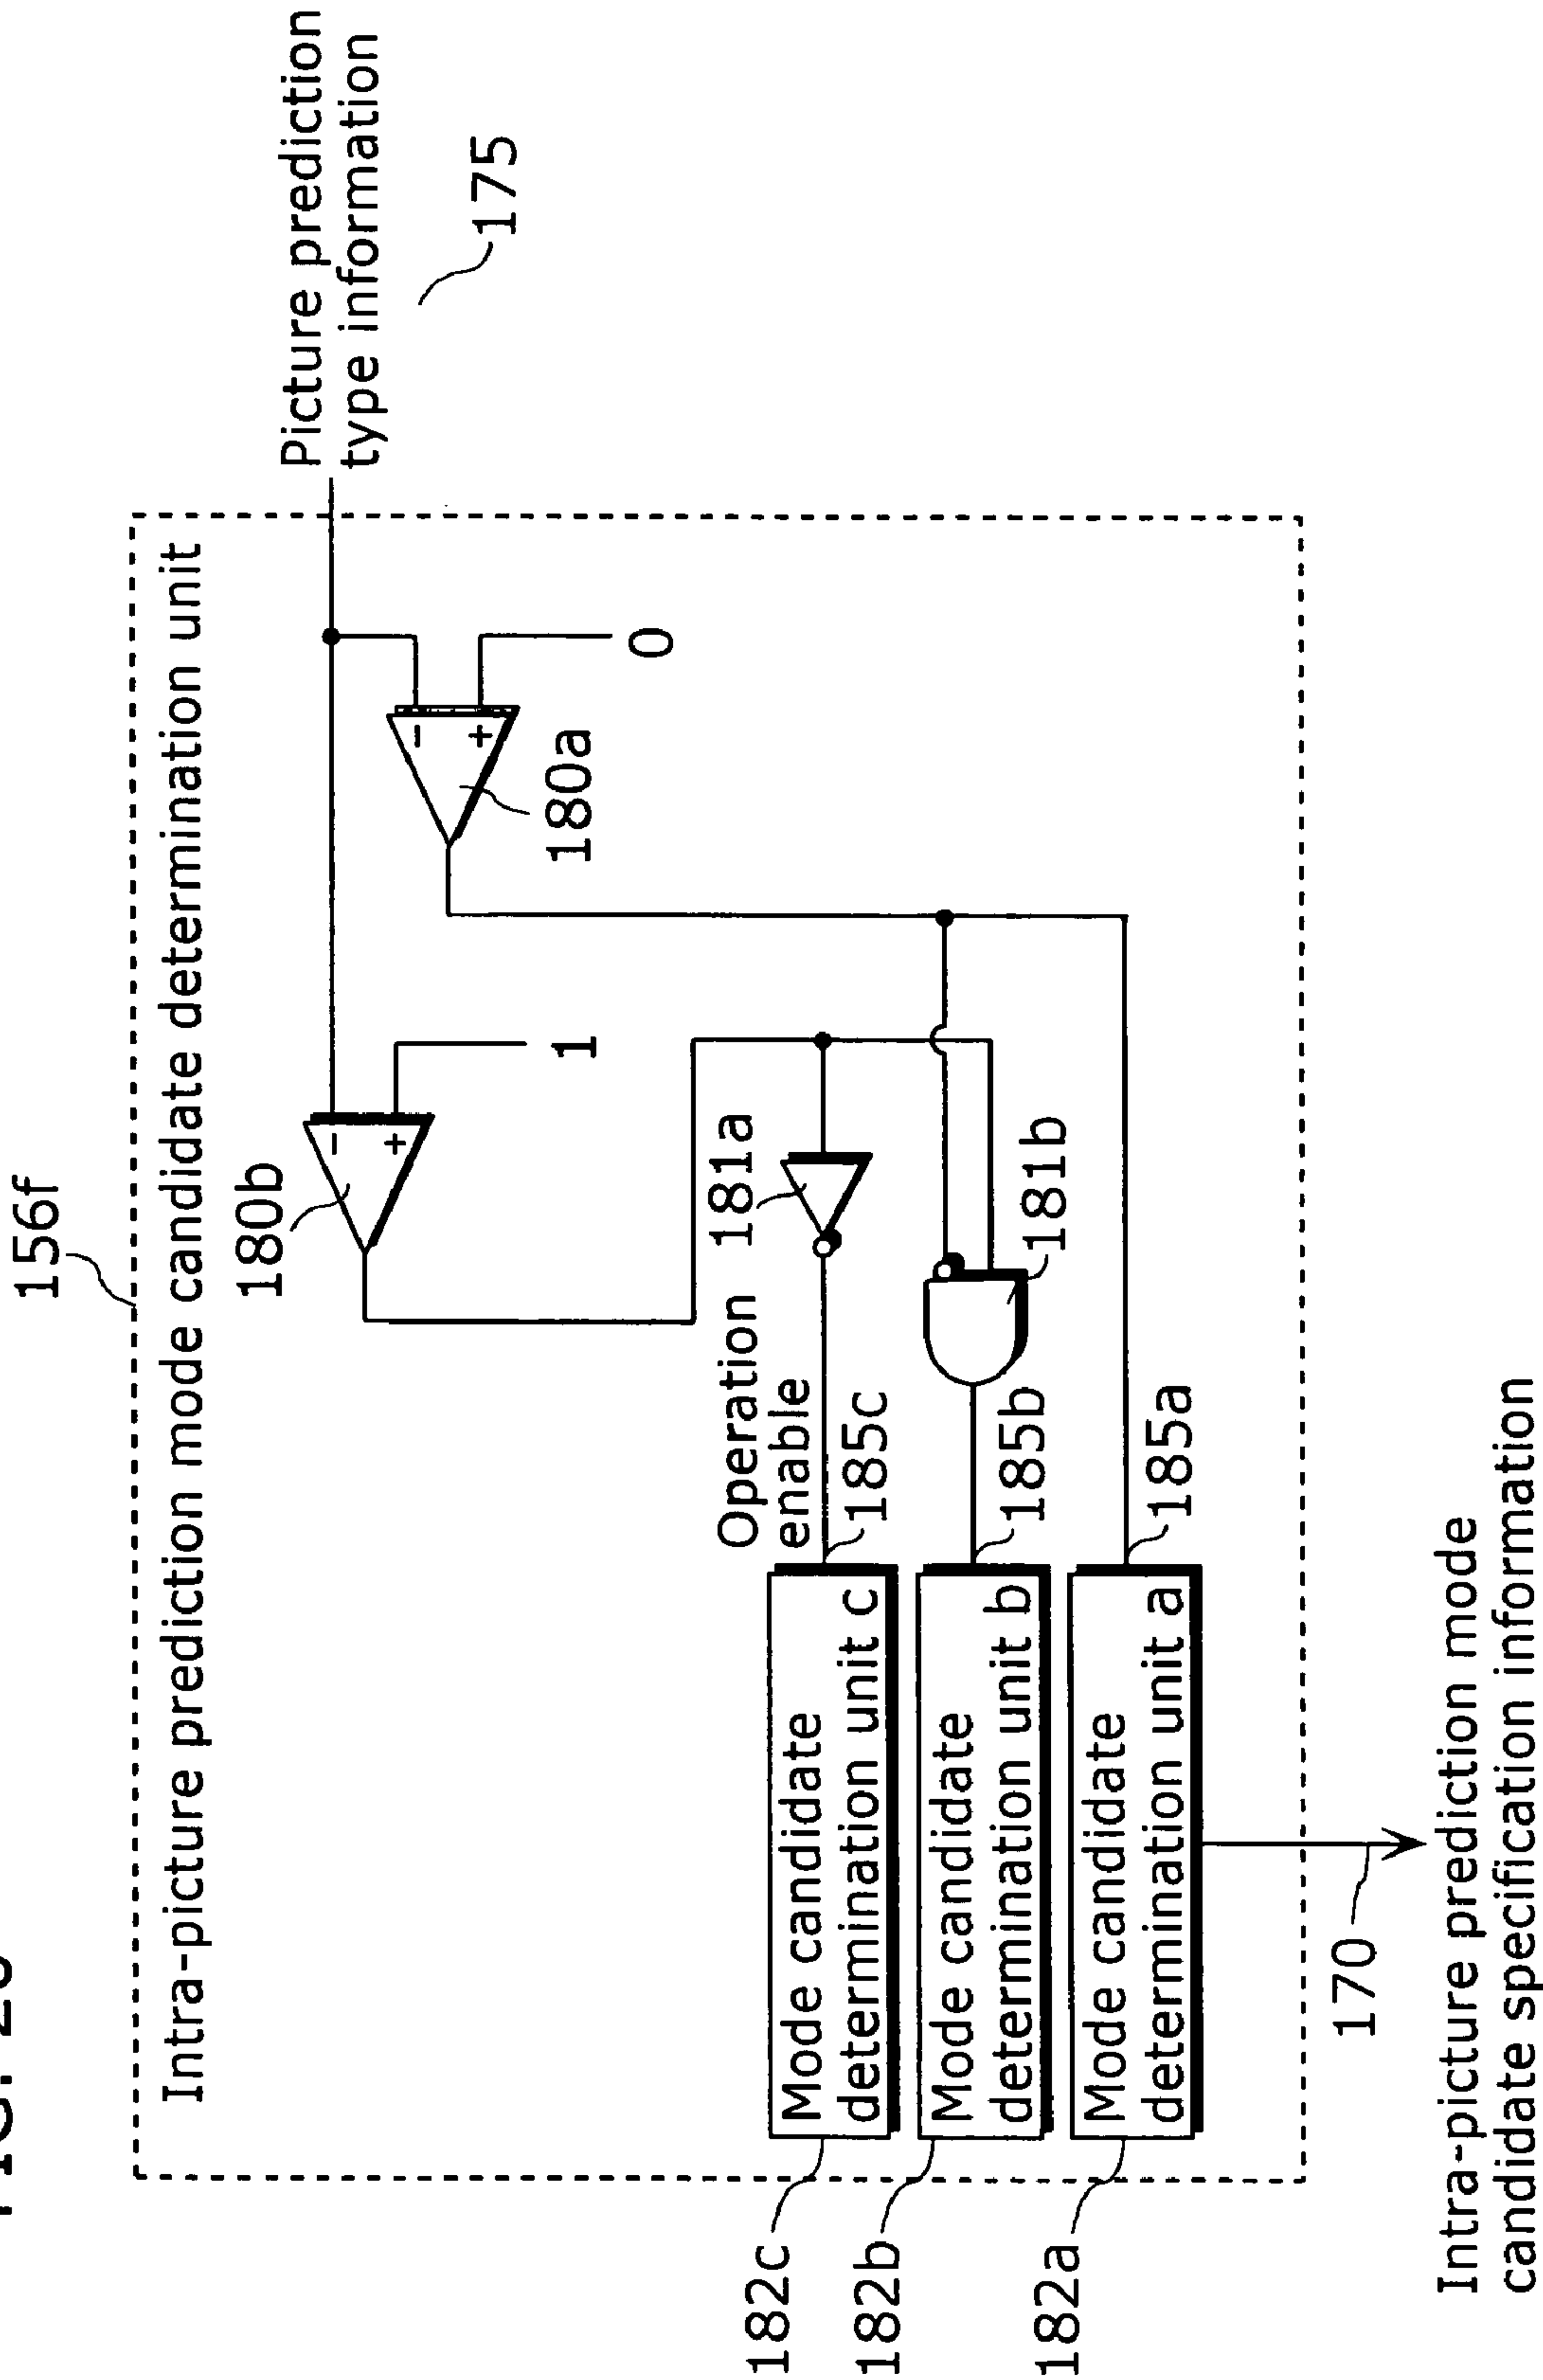 FIG.
156f
Intra-picture prediction mode candidate determination unit
Picture prediction
type information
175
180b
180a
1
0
Operation
enable
181a
181b
182c
Mode candidate
determination unit c
185c
182b
Mode candidate
determination unit b
185b
182a
Mode candidate
determination unit a
185a
170
Intra-picture prediction mode
candidate specification information